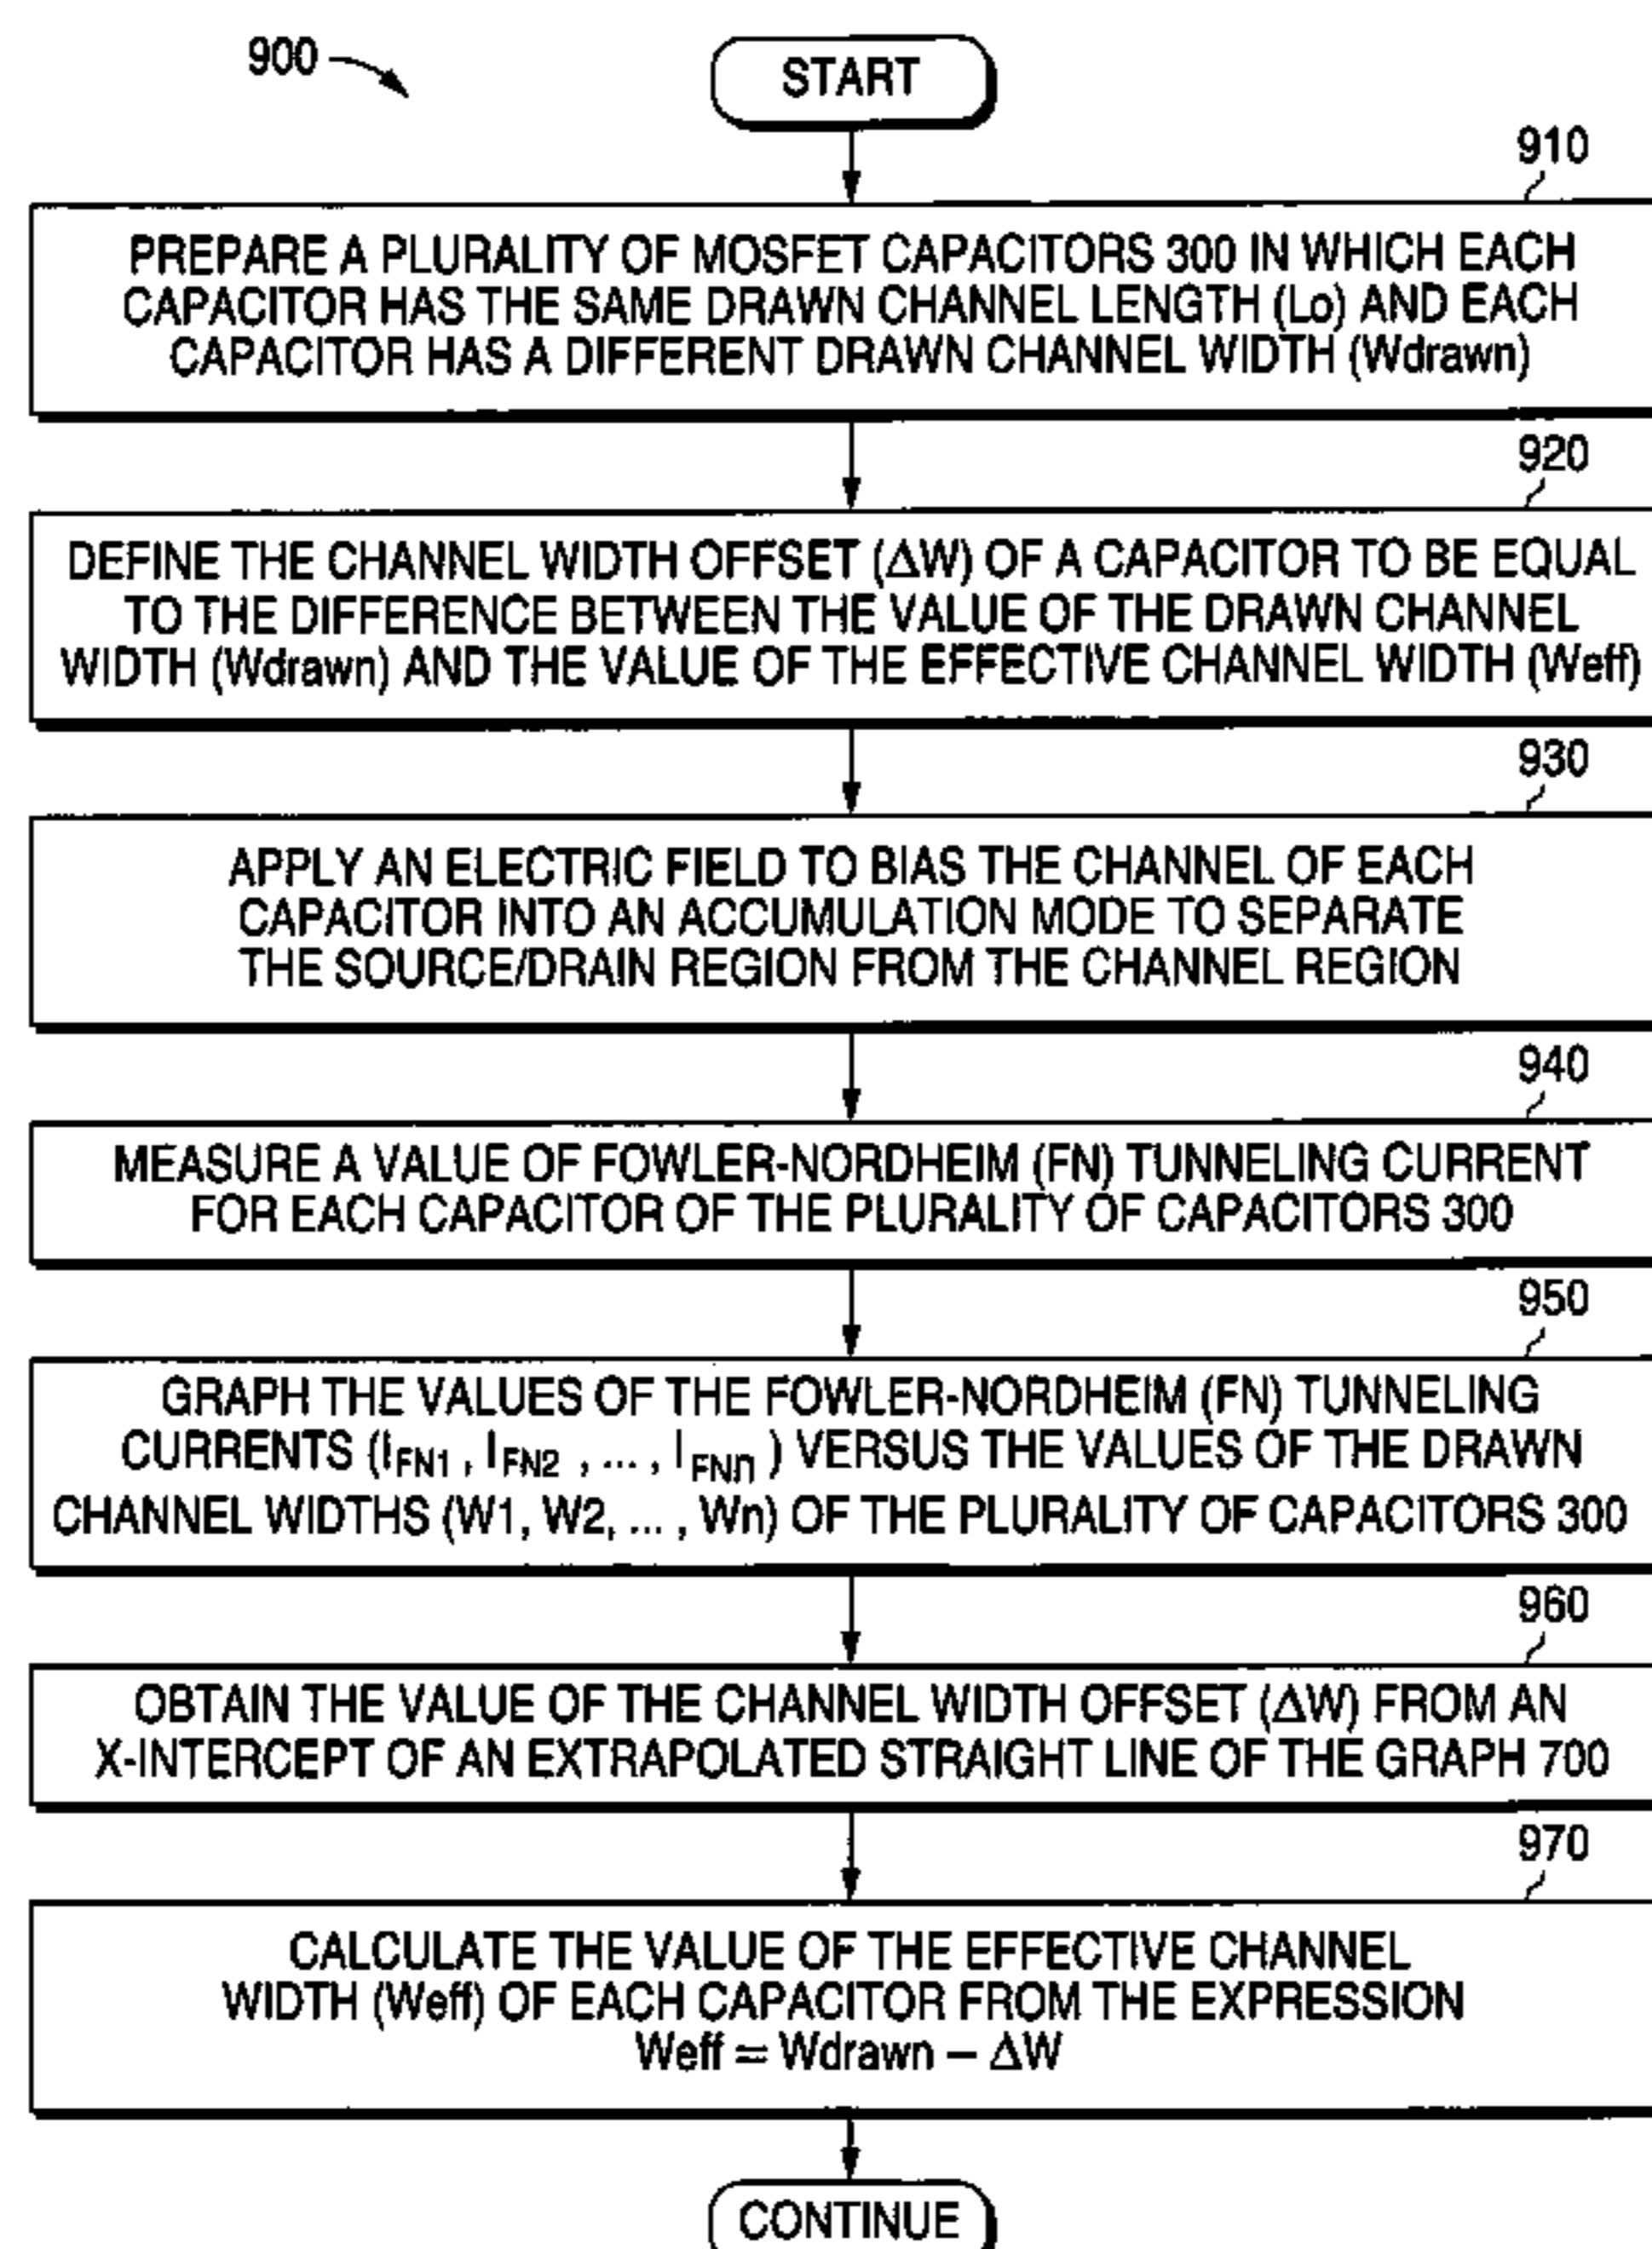 900
START
910
PREPARE A PLURALITY OF MOSFET CAPACITORS 300 IN WHICH EACH
CAPACITOR HAS THE SAME DRAWN CHANNEL LENGTH (Lo) AND EACH
CAPACITOR HAS A DIFFERENT DRAWN CHANNEL WIDTH (Wdrawn)
920
DEFINE THE CHANNEL WIDTH OFFSET (ΔW) OF A CAPACITOR TO BE EQUAL
TO THE DIFFERENCE BETWEEN THE VALUE OF THE DRAWN CHANNEL
WIDTH (Wdrawn) AND THE VALUE OF THE EFFECTIVE CHANNEL WIDTH (Weff)
930
APPLY AN ELECTRIC FIELD TO BIAS THE CHANNEL OF EACH
CAPACITOR INTO AN ACCUMULATION MODE TO SEPARATE
THE SOURCE/DRAIN REGION FROM THE CHANNEL REGION
940
MEASURE A VALUE OF FOWLER-NORDHEIM (FN) TUNNELING CURRENT
FOR EACH CAPACITOR OF THE PLURALITY OF CAPACITORS 300
950
GRAPH THE VALUES OF THE FOWLER-NORDHEIM (FN) TUNNELING
CURRENTS (IFN1, IFN2, ..., IFNn) VERSUS THE VALUES OF THE DRAWN
CHANNEL WIDTHS (W1, W2, ..., Wn) OF THE PLURALITY OF CAPACITORS 300
960
OBTAIN THE VALUE OF THE CHANNEL WIDTH OFFSET (ΔW) FROM AN
X-INTERCEPT OF AN EXTRAPOLATED STRAIGHT LINE OF THE GRAPH 700
970
CALCULATE THE VALUE OF THE EFFECTIVE CHANNEL
WIDTH (Weff) OF EACH CAPACITOR FROM THE EXPRESSION
Weff = Wdrawn – ΔW
CONTINUE